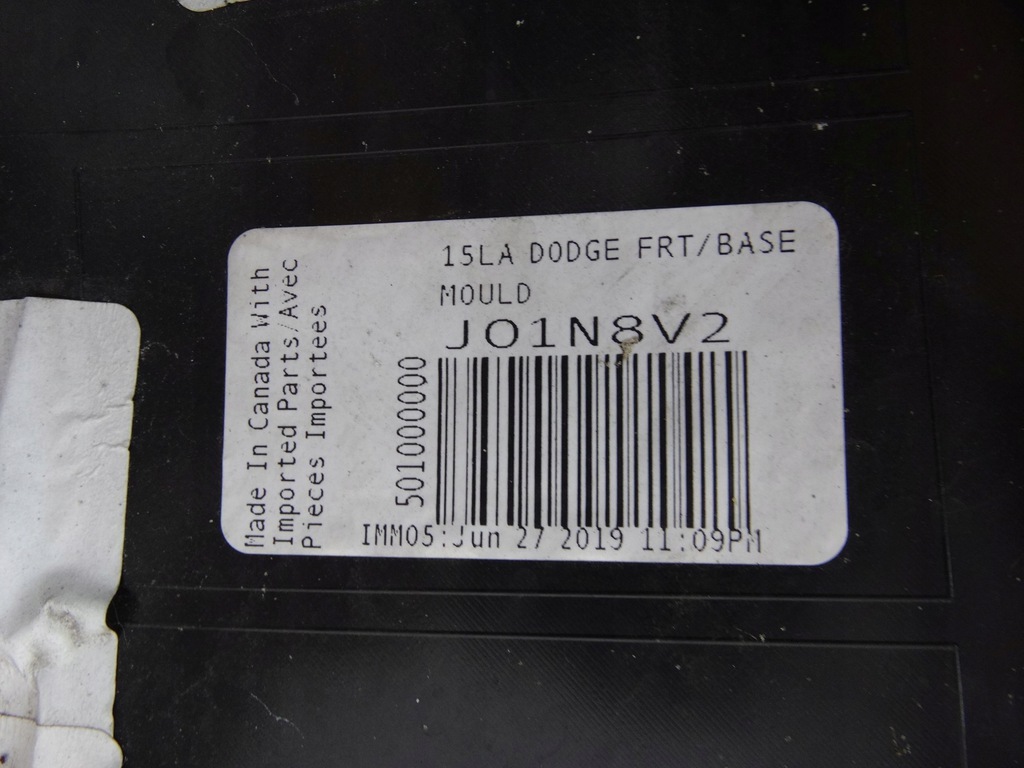 15LA DODGE FRT/BASE
MOULD
JO1N8V2
501000000
IMM05:Jun 27 2019 11:09PM
Made In Canada With
Imported Parts/Avec
Pieces Importees